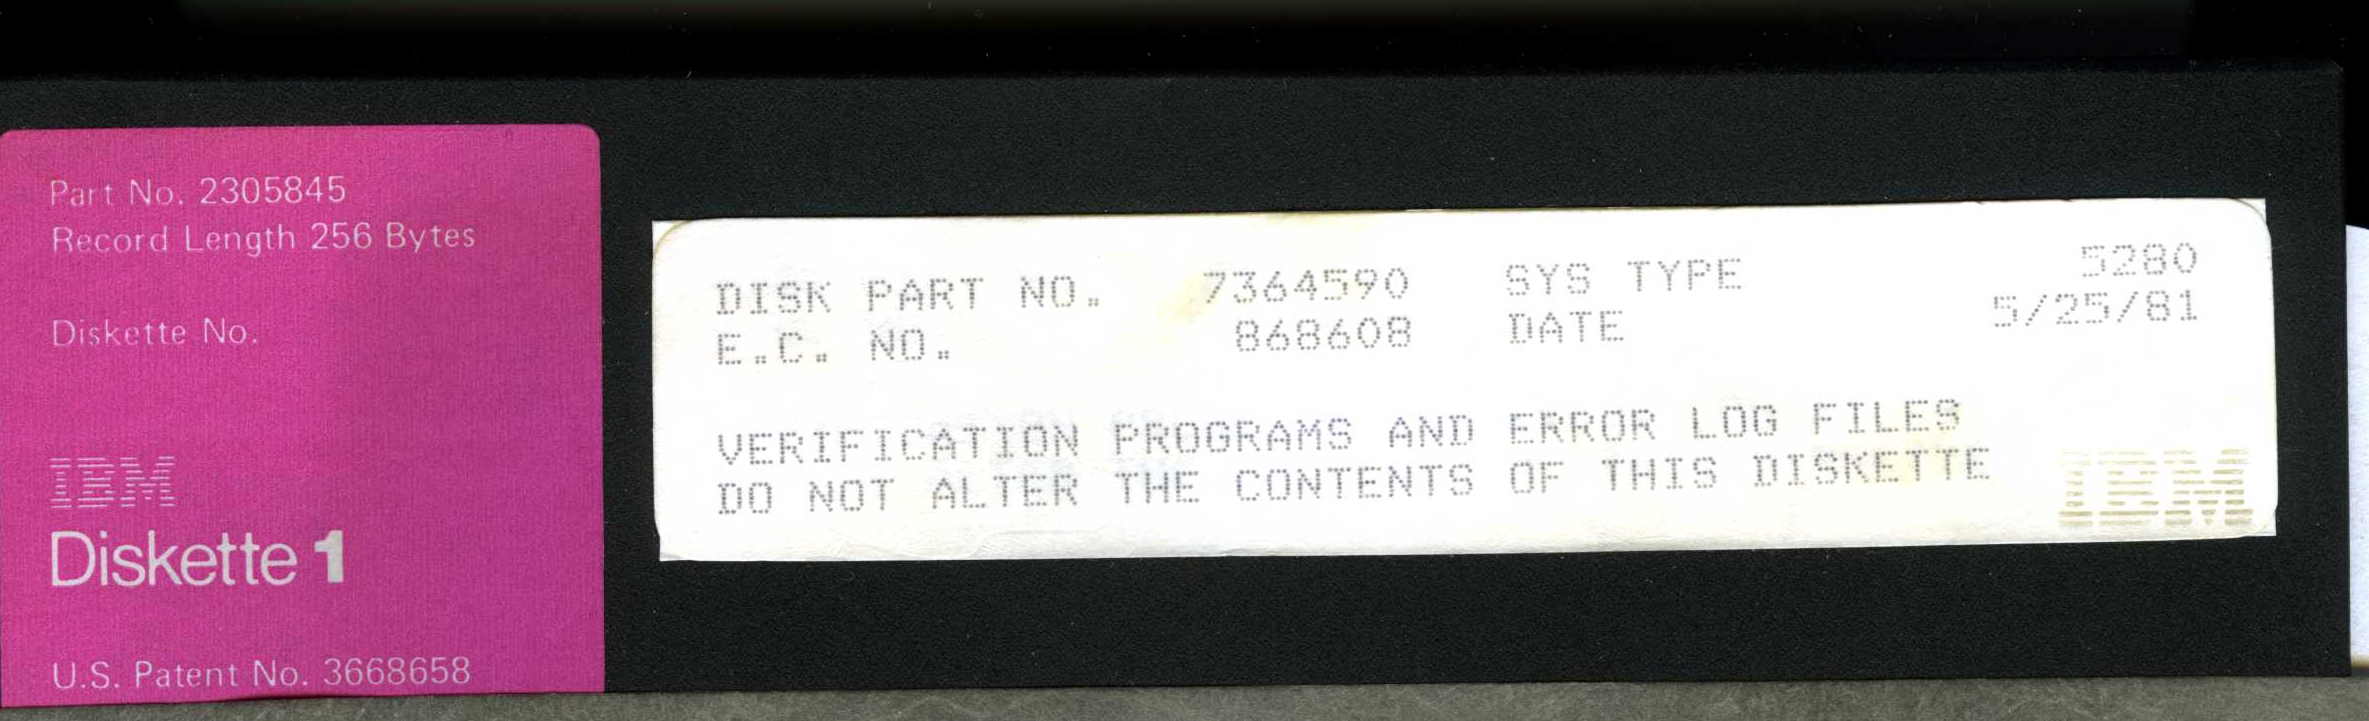 Part No. 2305845
Record Length 256 Bytes
Diskette No.
IBM
Diskette 1
U.S. Patent No. 3668658
DISK PART NO. 7364590 SYS TYPE 5280
E.C. NO. 868608 DATE 5/25/81
VERIFICATION PROGRAMS AND ERROR LOG FILES
DO NOT ALTER THE CONTENTS OF THIS DISKETTE
IBM